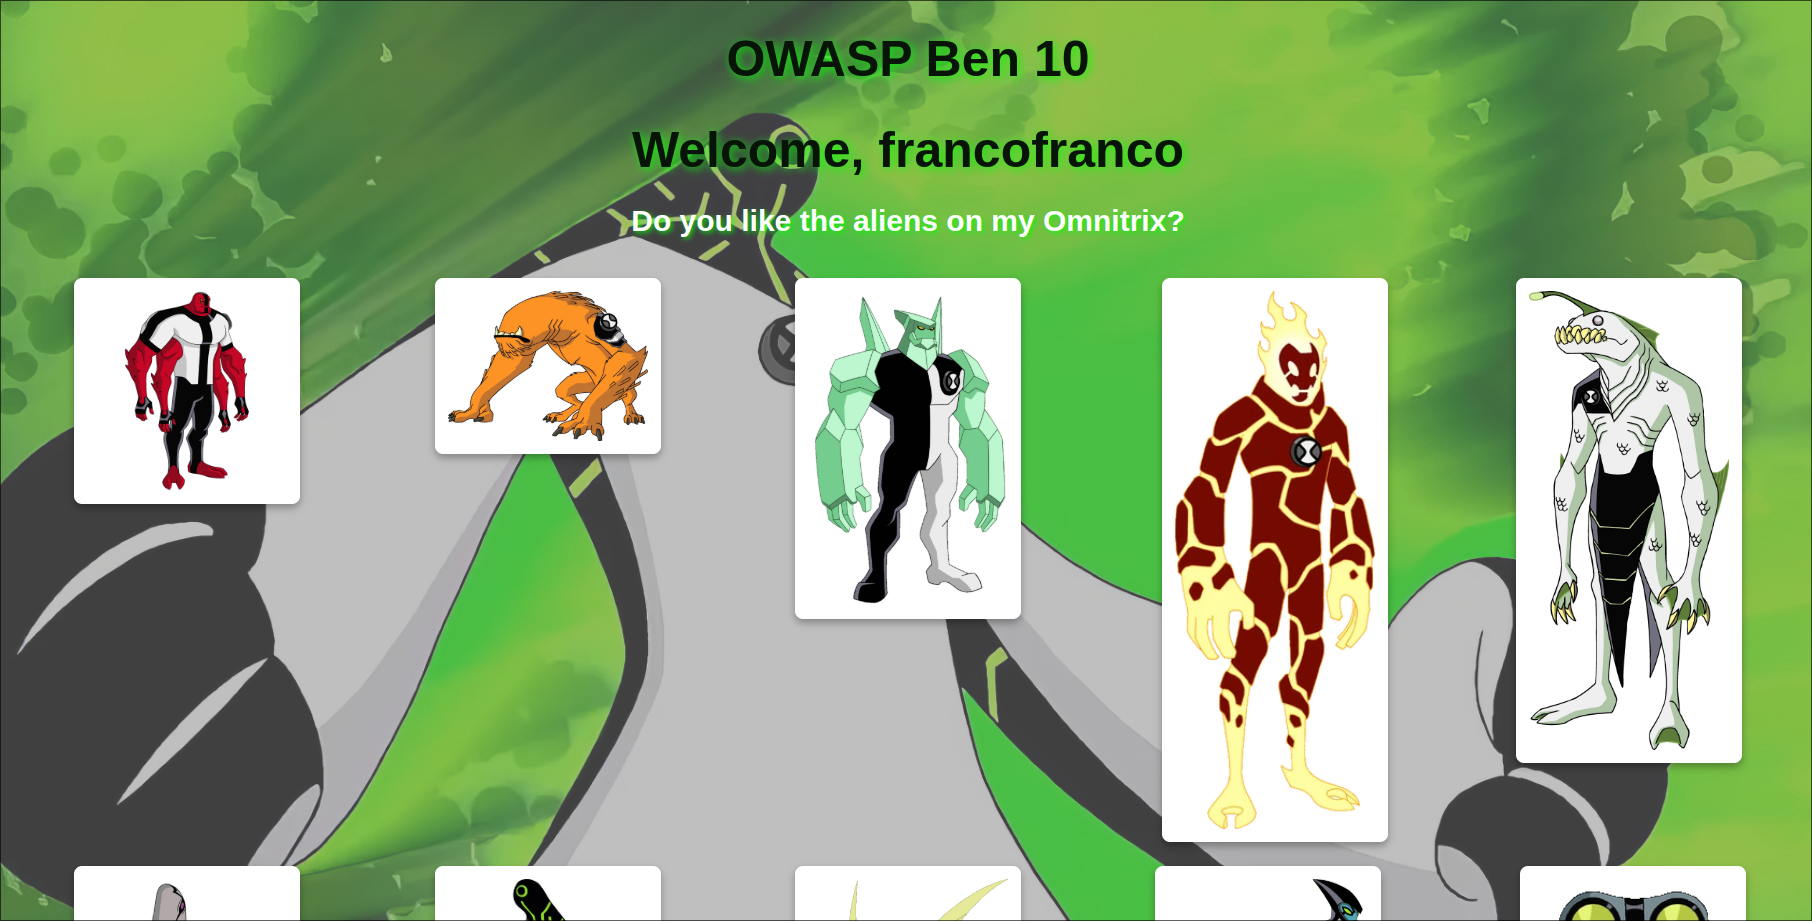 OWASP Ben 10
Welcome, francofranco
Do you like the aliens on my Omnitrix?